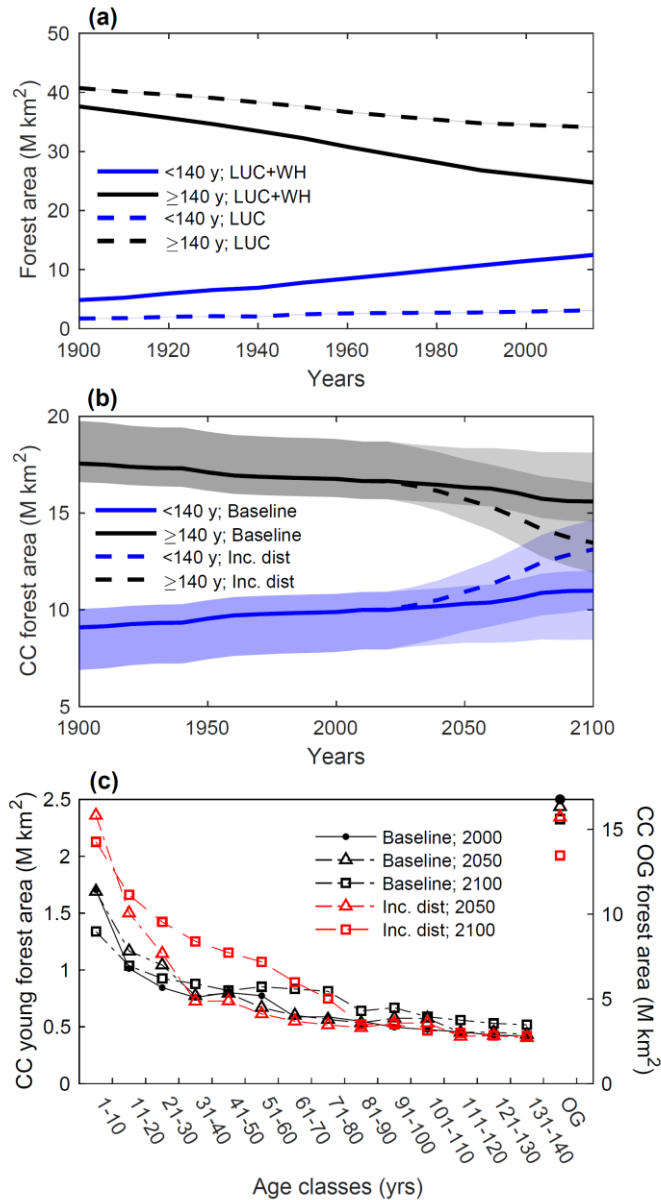 (a)
Forest area (M km²)
50
40
30
20
10
0
<140 y; LUC+WH
≥140 y; LUC+WH
<140 y; LUC
≥140 y; LUC
1900 1920 1940 1960 1980 2000
Years
(b)
CC forest area (M km²)
20
15
10
5
<140 y; Baseline
≥140 y; Baseline
<140 y; Inc. dist
≥140 y; Inc. dist
1900 1950 2000 2050 2100
Years
(c)
CC young forest area (M km²)
2.5
2
1.5
1
0.5
0
Baseline; 2000
Baseline; 2050
Baseline; 2100
Inc. dist; 2050
Inc. dist; 2100
15
10
5
0
CC OG forest area (M km²)
1-10 11-20 21-30 31-40 41-50 51-60 61-70 71-80 81-90 91-100 101-110 111-120 121-130 131-140 OG
Age classes (yrs)